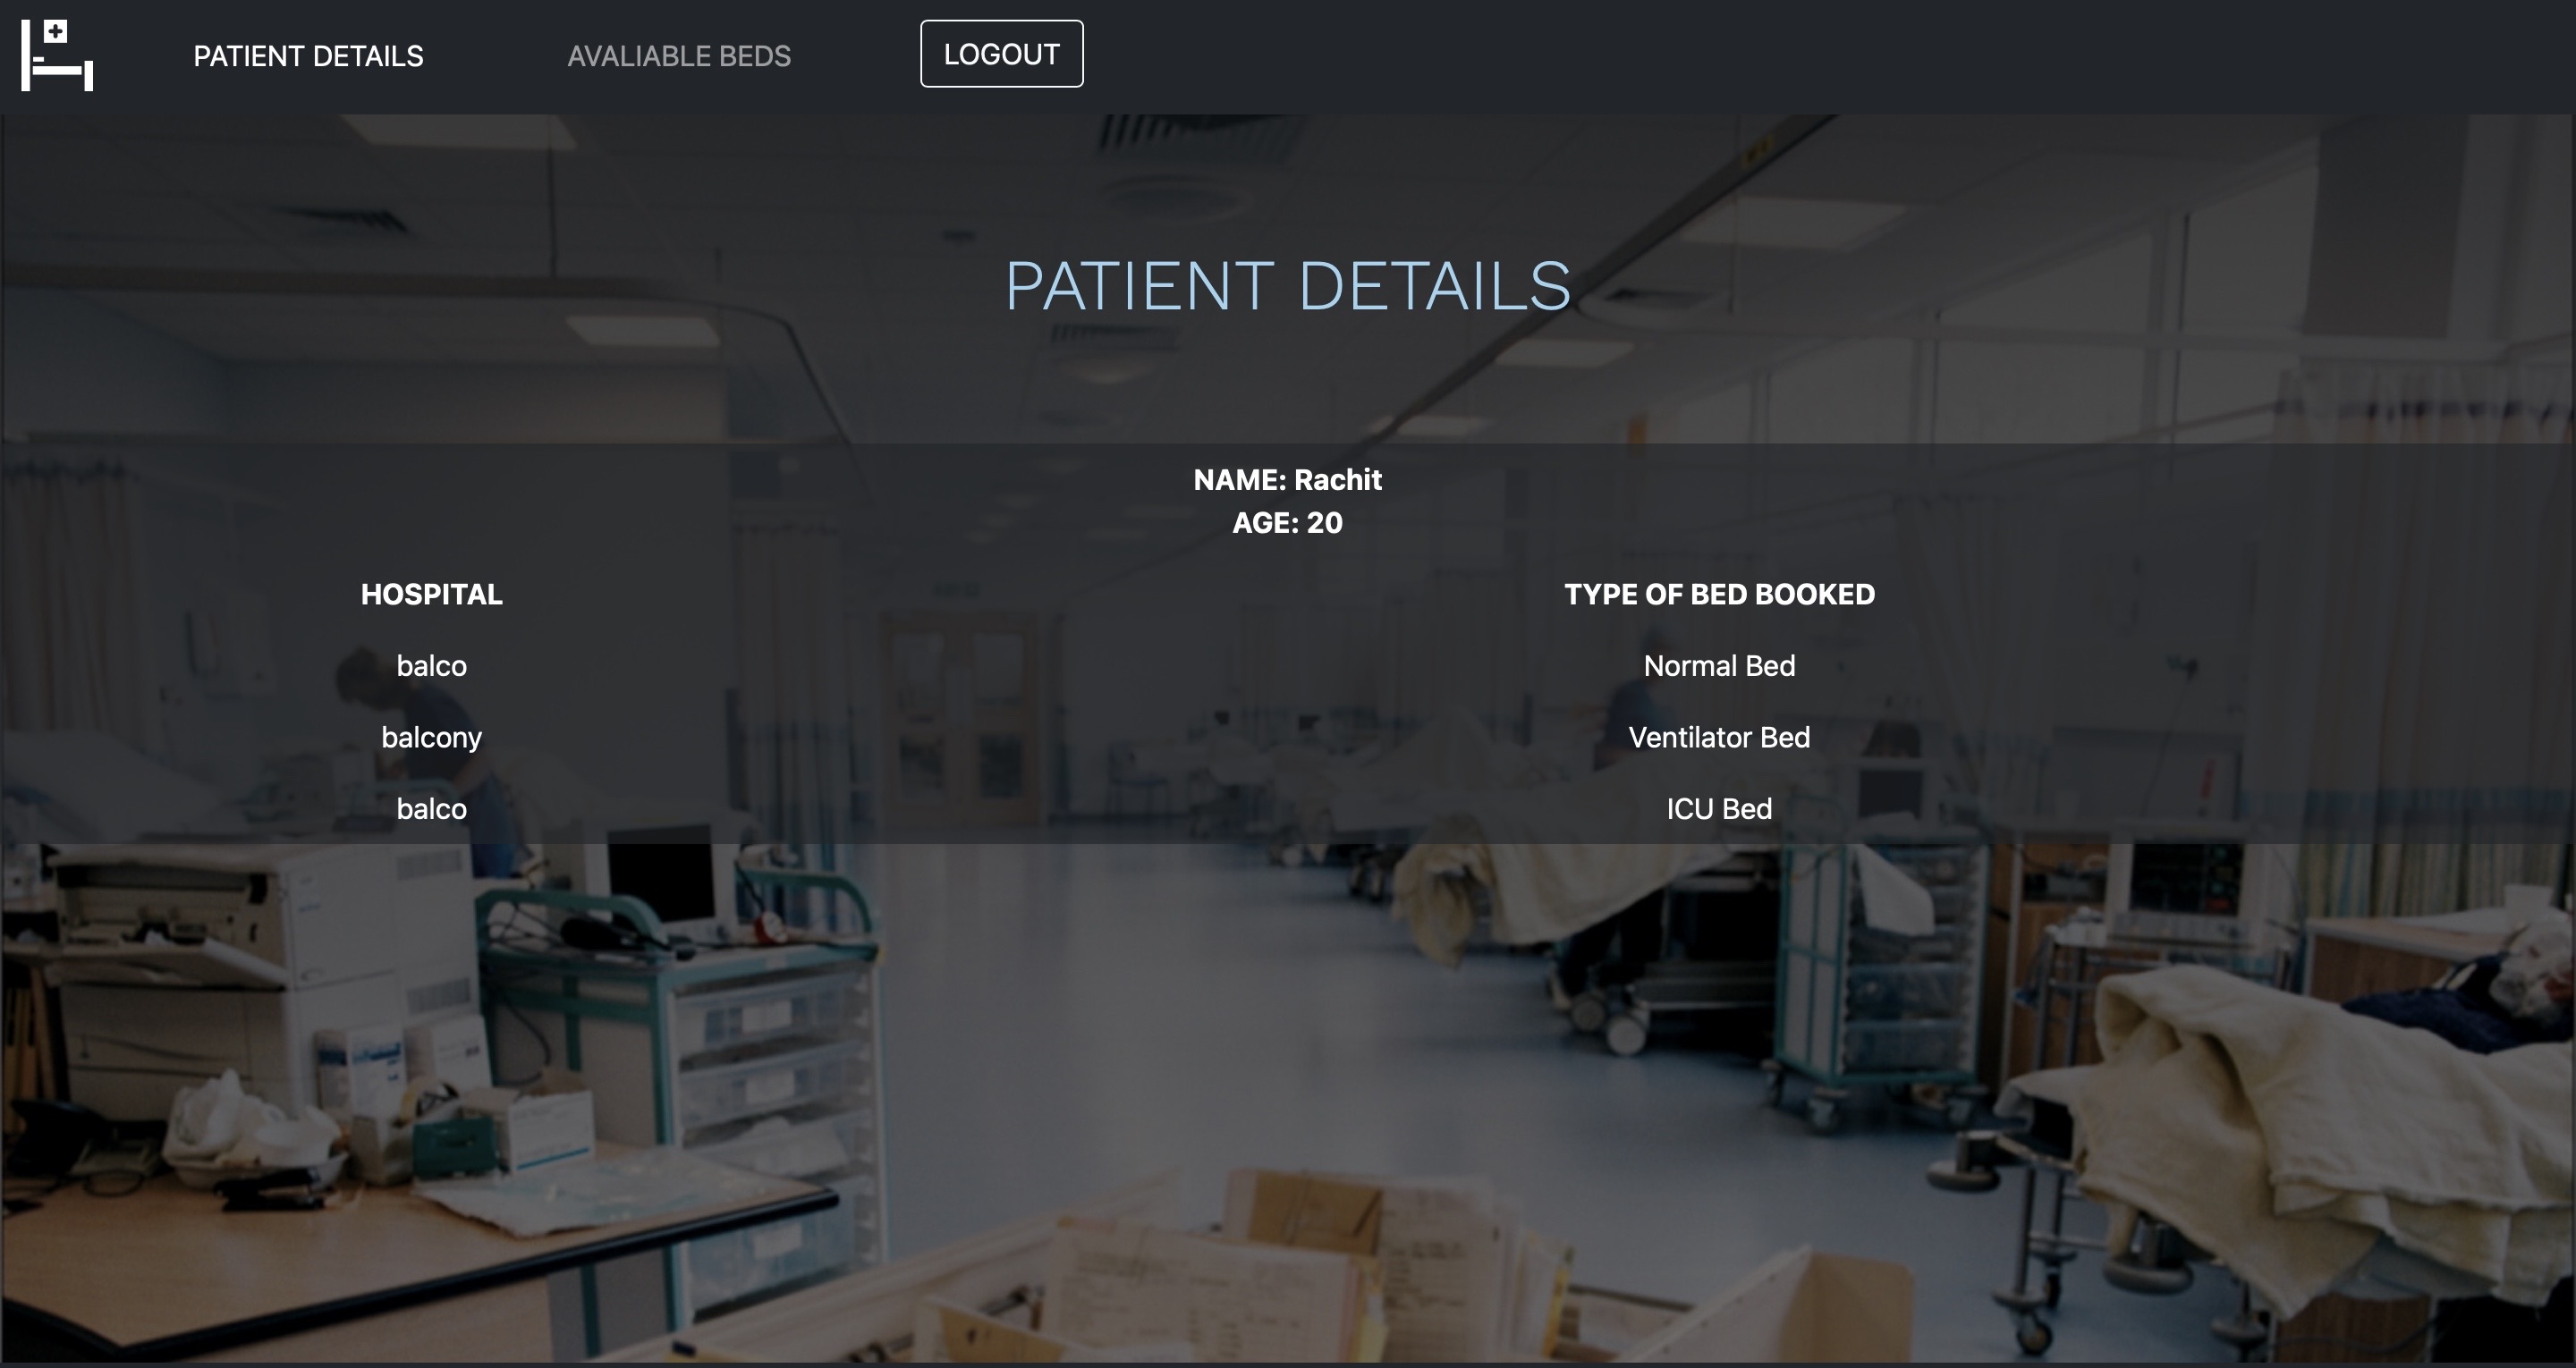 PATIENT DETAILS AVALIABLE BEDS LOGOUT
PATIENT DETAILS
NAME: Rachit
AGE: 20
HOSPITAL TYPE OF BED BOOKED
balco Normal Bed
balcony Ventilator Bed
balco ICU Bed